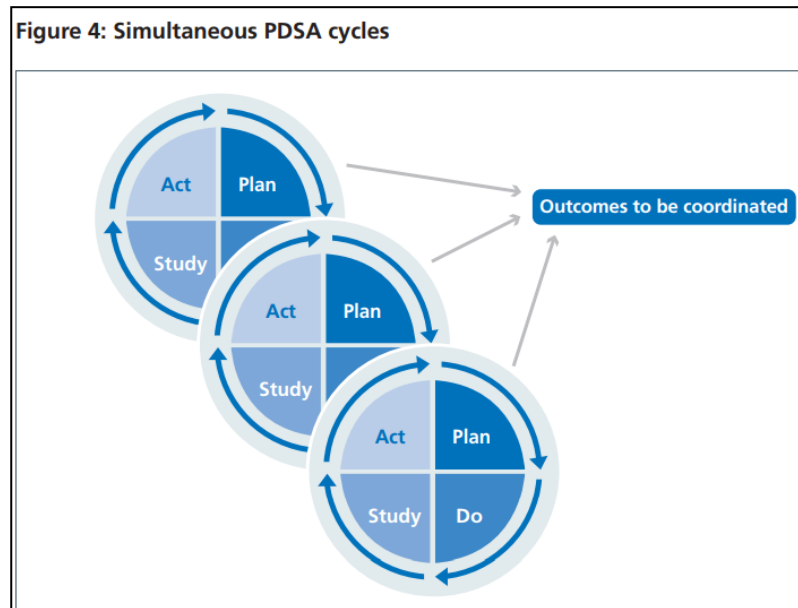 Figure 4: Simultaneous PDSA cycles
Act Plan
Study
Outcomes to be coordinated
Act Plan
Study
Act Plan
Study Do